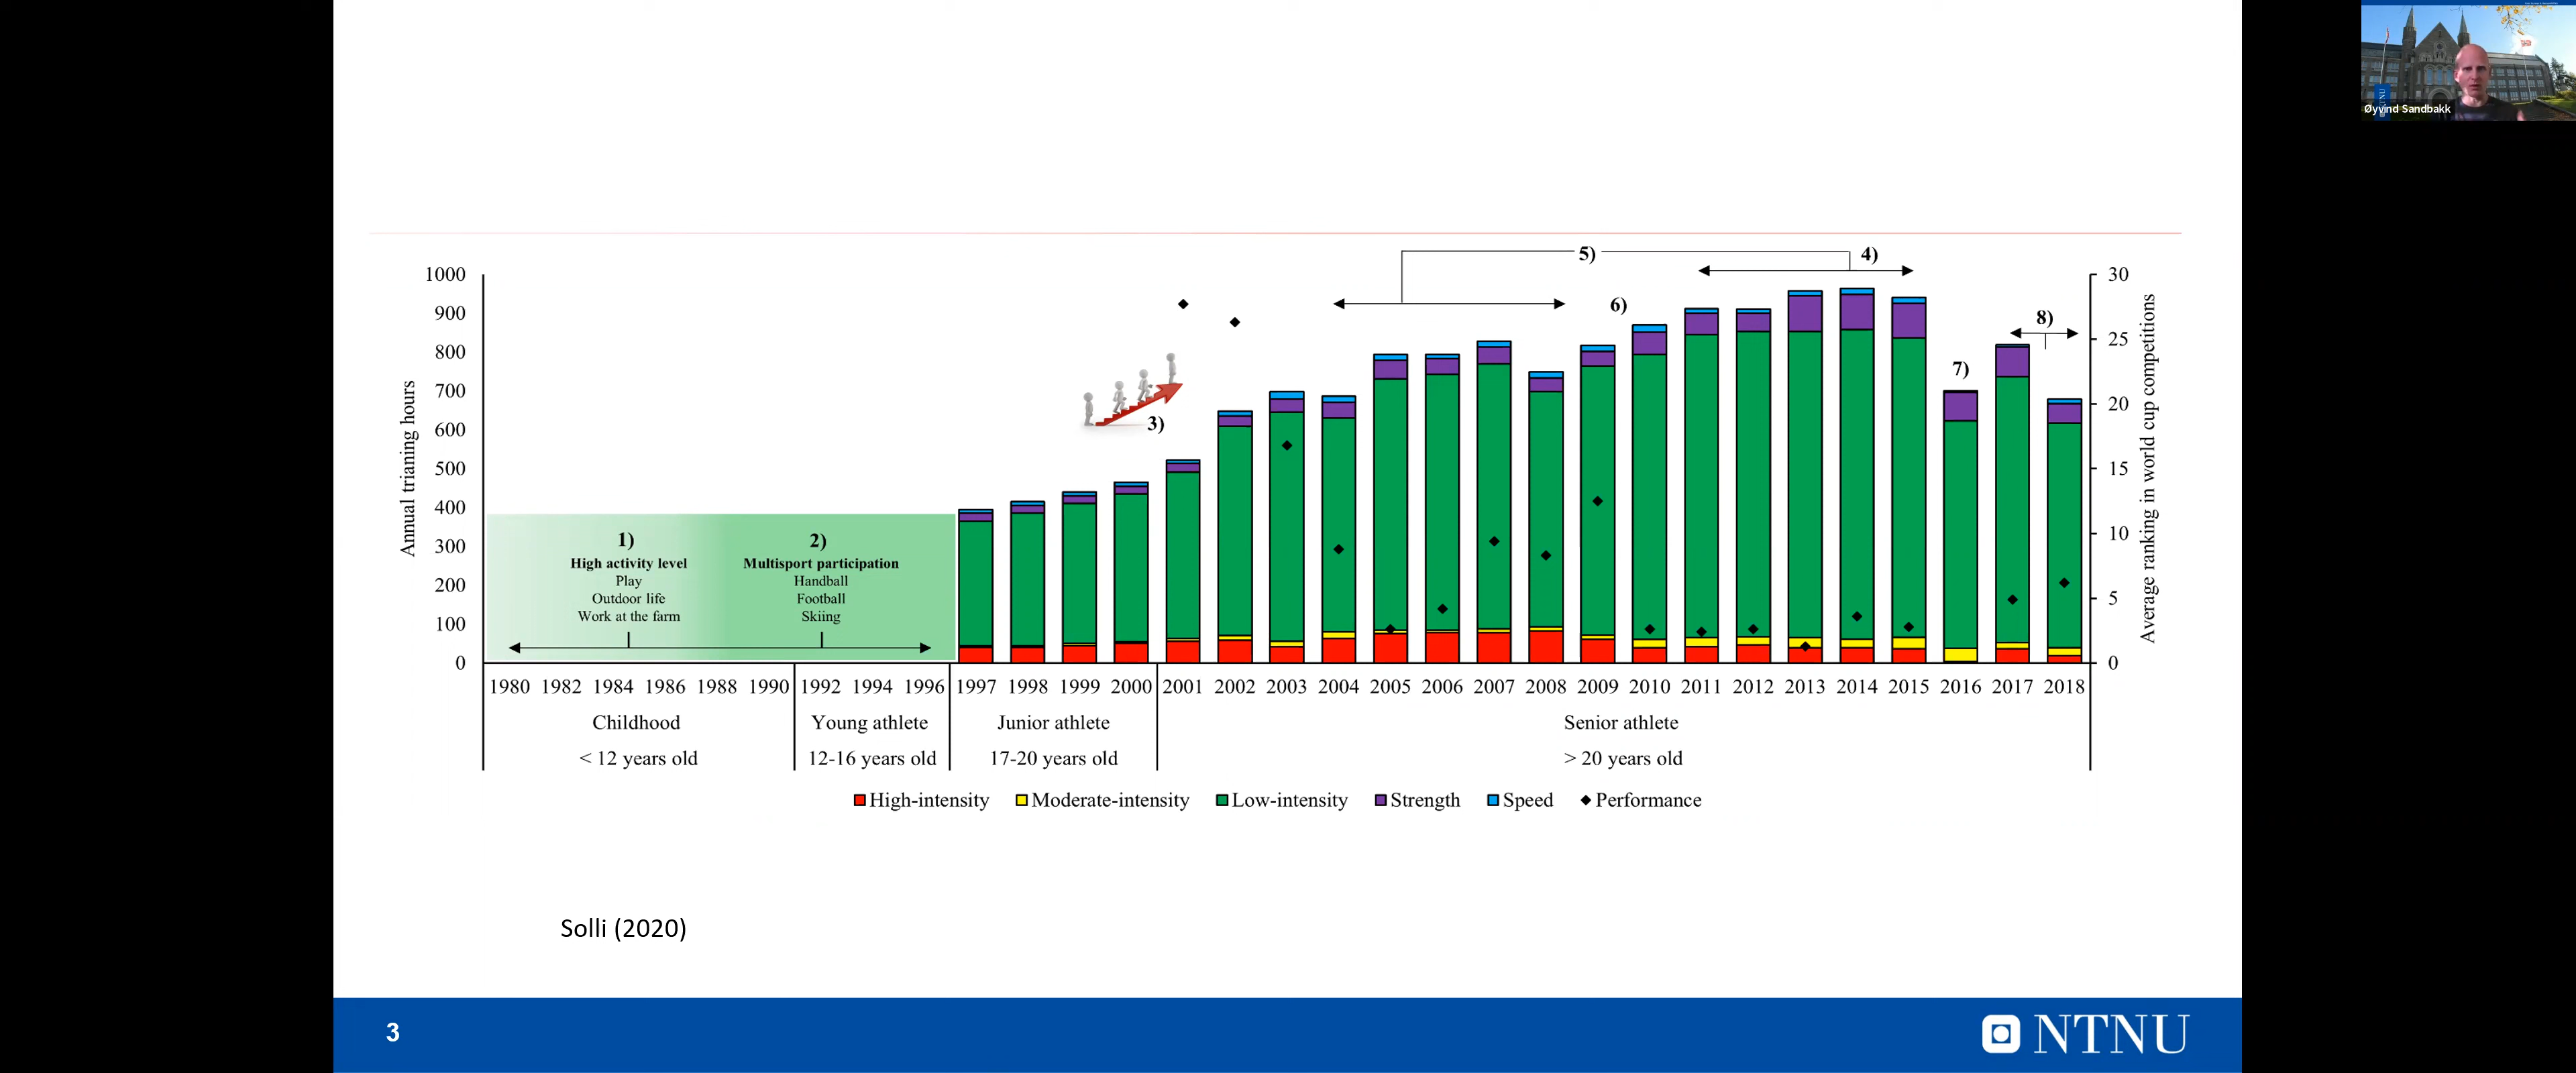 Øyvind Sandbakk
5)
4)
6)
8)
7)
3)
1000
900
800
700
600
500
400
300
200
100
0
Annual trianing hours
30
25
20
15
10
5
0
Average ranking in world cup competitions
1)
High activity level
Play
Outdoor life
Work at the farm
2)
Multisport participation
Handball
Football
Skiing
1980 1982 1984 1986 1988 1990 1992 1994 1996 1997 1998 1999 2000 2001 2002 2003 2004 2005 2006 2007 2008 2009 2010 2011 2012 2013 2014 2015 2016 2017 2018
Childhood Young athlete Junior athlete Senior athlete
< 12 years old 12-16 years old 17-20 years old > 20 years old
High-intensity Moderate-intensity Low-intensity Strength Speed Performance
Solli (2020)
3
NTNU